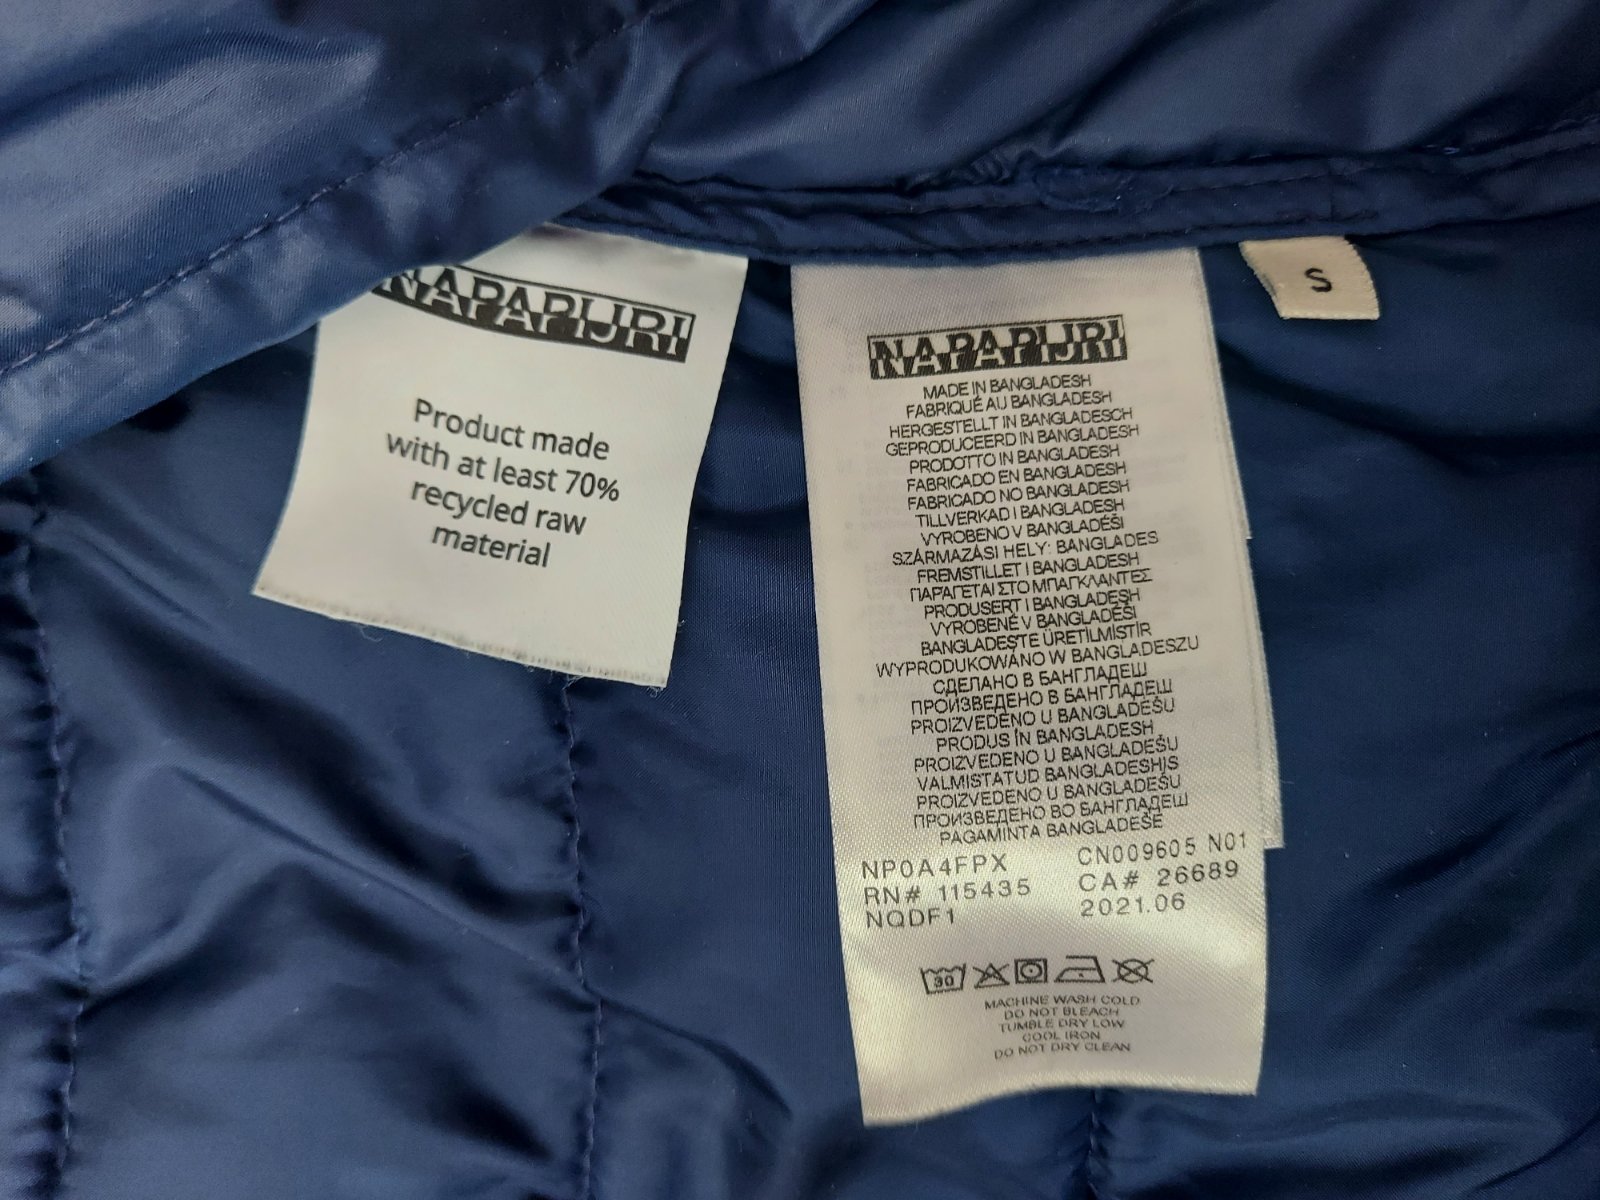 NAPAPIJRI
Product made
with at least 70%
recycled raw
material
NAPAPIJRI
MADE IN BANGLADESH
FABRIQUÉ AU BANGLADESH
HERGESTELLT IN BANGLADESCH
GEPRODUCEERD IN BANGLADESH
PRODOTTO IN BANGLADESH
FABRICADO EN BANGLADESH
FABRICADO NO BANGLADESH
TILLVERKAD I BANGLADESH
VYROBENO V BANGLADÉŠI
SZÁRMAZÁSI HELY: BANGLADES
FREMSTILLET I BANGLADESH
ΠΑΡΑΓΕΤΑΙ ΣΤΟ ΜΠΑΓΚΛΑΝΤΕΣ
PRODUSERT I BANGLADESH
VYROBENÉ V BANGLADÉŠI
BANGLADEŞTE ÜRETILMISTIR
WYPRODUKOWANO W BANGLADESZU
СДЕЛАНО В БАНГЛАДЕШ
ПРОИЗВЕДЕНО В БАНГЛАДЕШ
PROIZVEDENO U BANGLADEŠU
PRODUS ÎN BANGLADESH
PROIZVEDENO U BANGLADEŠU
VALMISTATUD BANGLADESHIS
PROIZVEDENO U BANGLADEŠU
ПРОИЗВЕДЕНО ВО БАНГЛАДЕШ
PAGAMINTA BANGLADEŠE
NP0A4FPX CN009605 N01
RN# 115435 CA# 26689
NQDF1 2021.06
30
MACHINE WASH COLD
DO NOT BLEACH
TUMBLE DRY LOW
COOL IRON
DO NOT DRY CLEAN
S